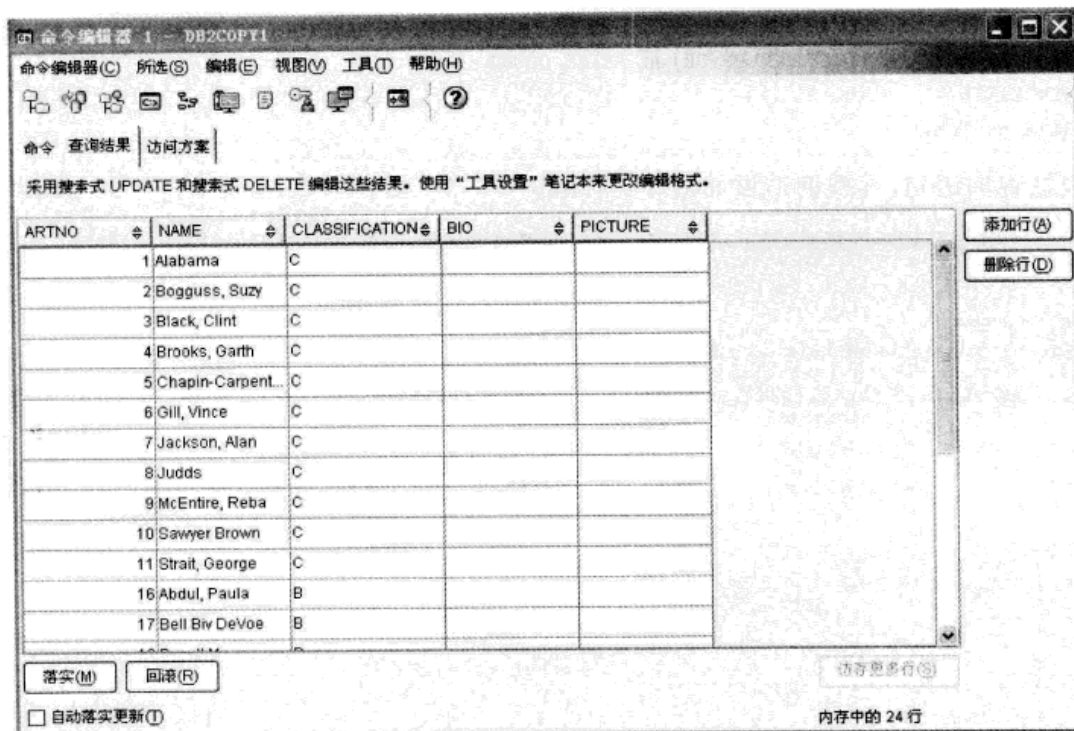 命令编辑器 1 - DB2COPY1
命令编辑器(C) 所选(S) 编辑(E) 视图(V) 工具(T) 帮助(H)
命令 查询结果 访问方案
采用搜索式 UPDATE 和搜索式 DELETE 编辑这些结果。使用“工具设置”笔记本来更改编辑格式。
ARTNO NAME CLASSIFICATION BIO PICTURE 添加行(A)
1 Alabama C 删除行(D)
2 Bogguss, Suzy C
3 Black, Clint C
4 Brooks, Garth C
5 Chapin-Carpent... C
6 Gill, Vince C
7 Jackson, Alan C
8 Judds C
9 McEntire, Reba C
10 Sawyer Brown C
11 Strait, George C
16 Abdul, Paula B
17 Bell Biv DeVoe B
落实(M) 回滚(R) 访存更多行(S)
自动落实更新(T) 内存中的 24 行